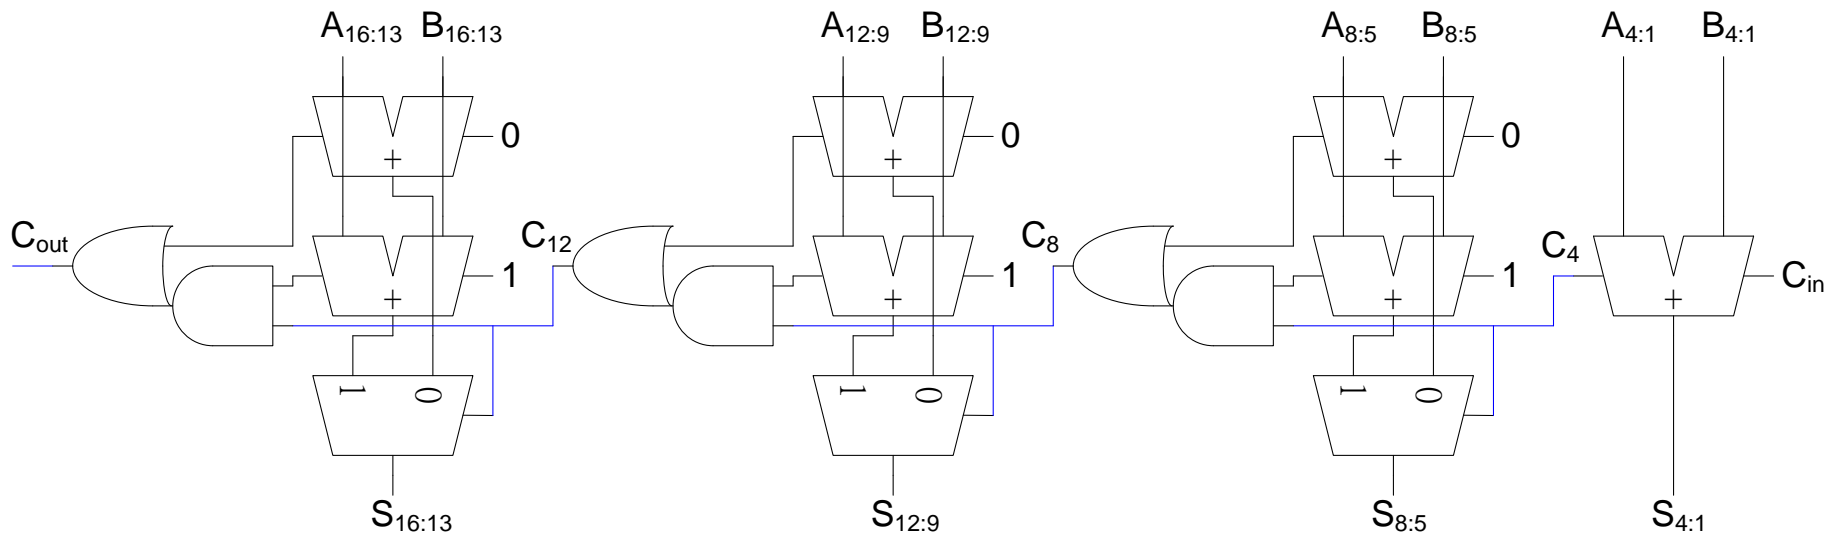 A16:13 B16:13 A12:9 B12:9 A8:5 B8:5 A4:1 B4:1
0 0 0
+ + +
Cout C12 C8 C4
1 1 1 Cin
+ + + +
1 0 1 0 1 0
S16:13 S12:9 S8:5 S4:1